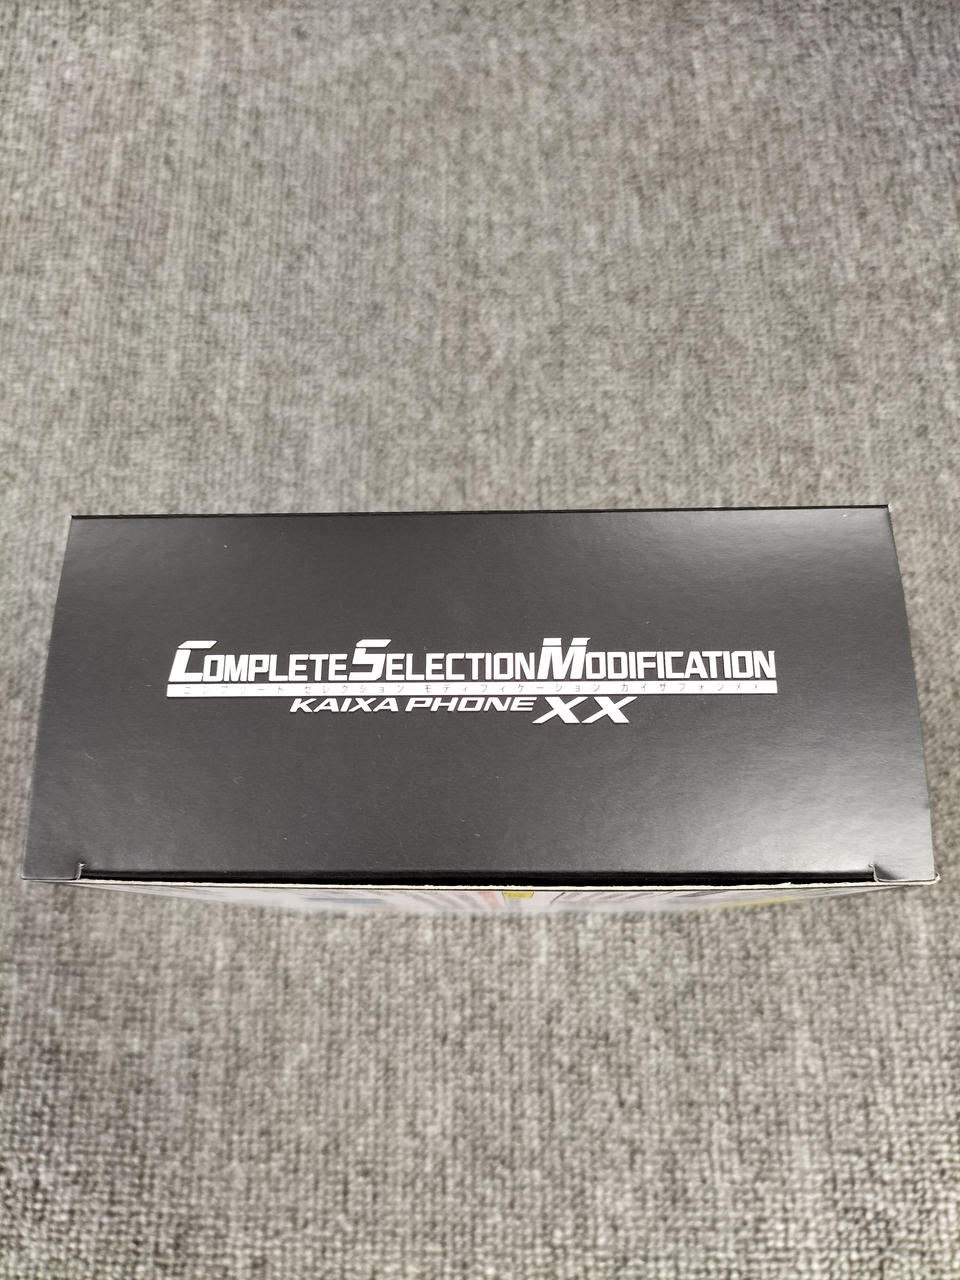 COMPLETE SELECTION MODIFICATION
コンプリート セレクション モディフィケーション カイザフォンXX
KAIXA PHONE XX